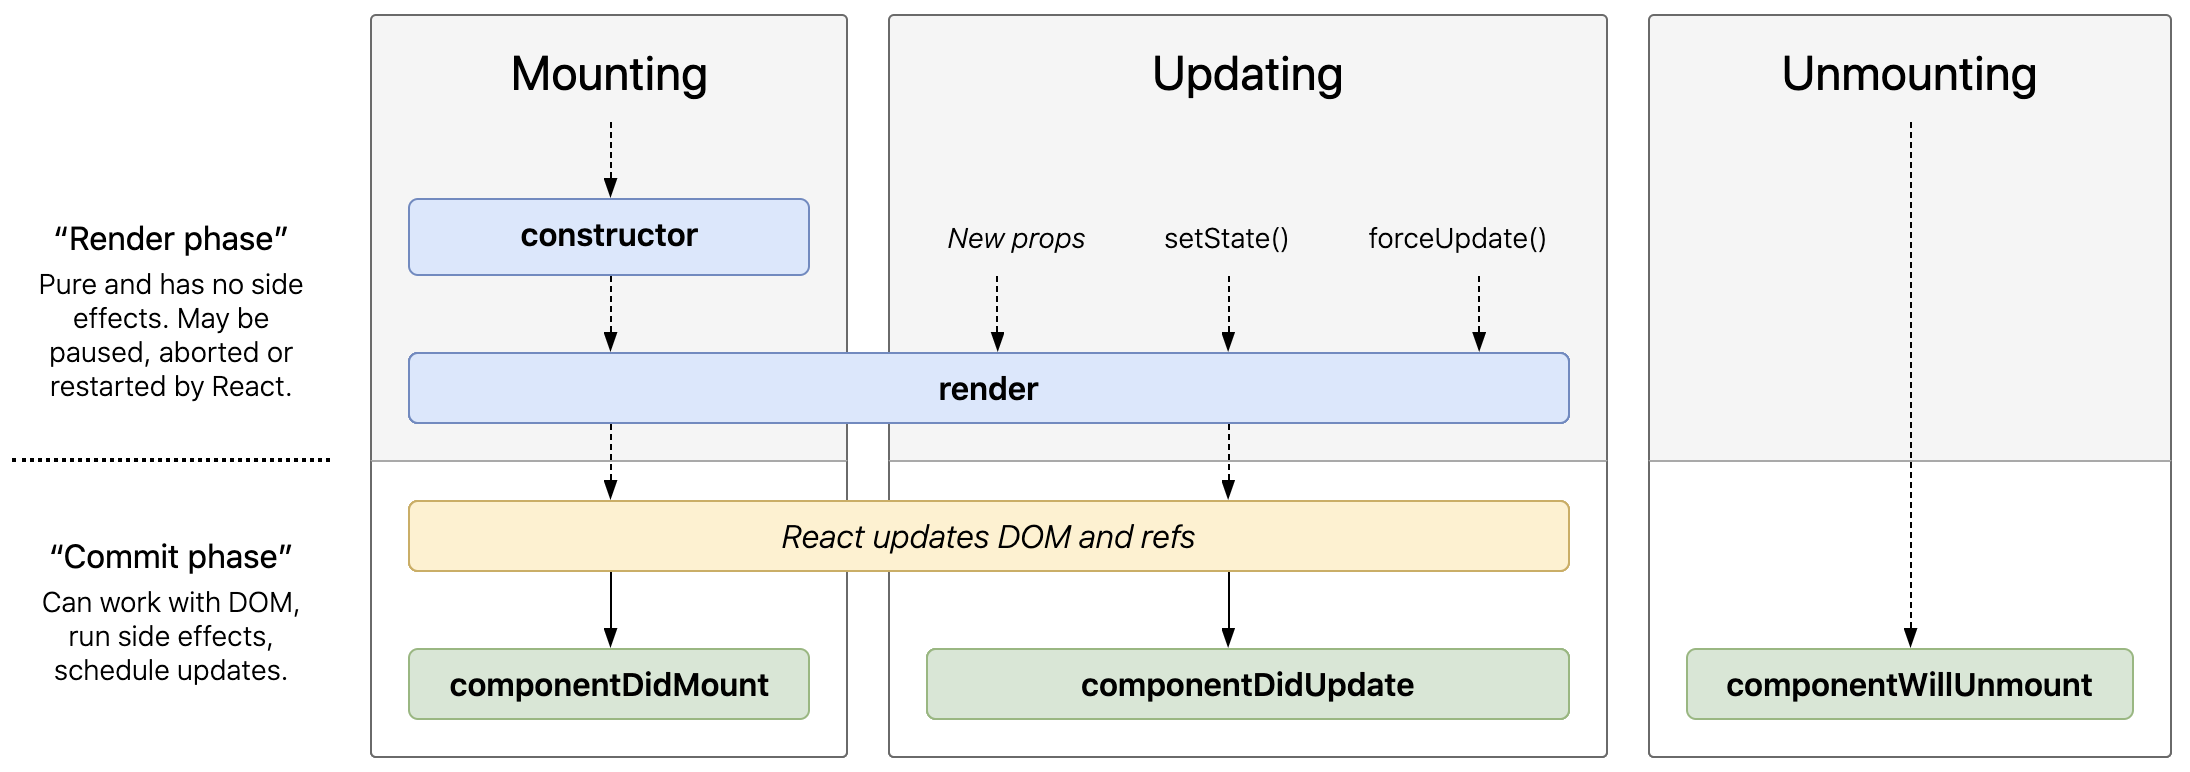 Mounting
Updating
Unmounting
constructor
“Render phase”
Pure and has no side
effects. May be
paused, aborted or
restarted by React.
New props
setState()
forceUpdate()
render
React updates DOM and refs
“Commit phase”
Can work with DOM,
run side effects,
schedule updates.
componentDidMount
componentDidUpdate
componentWillUnmount